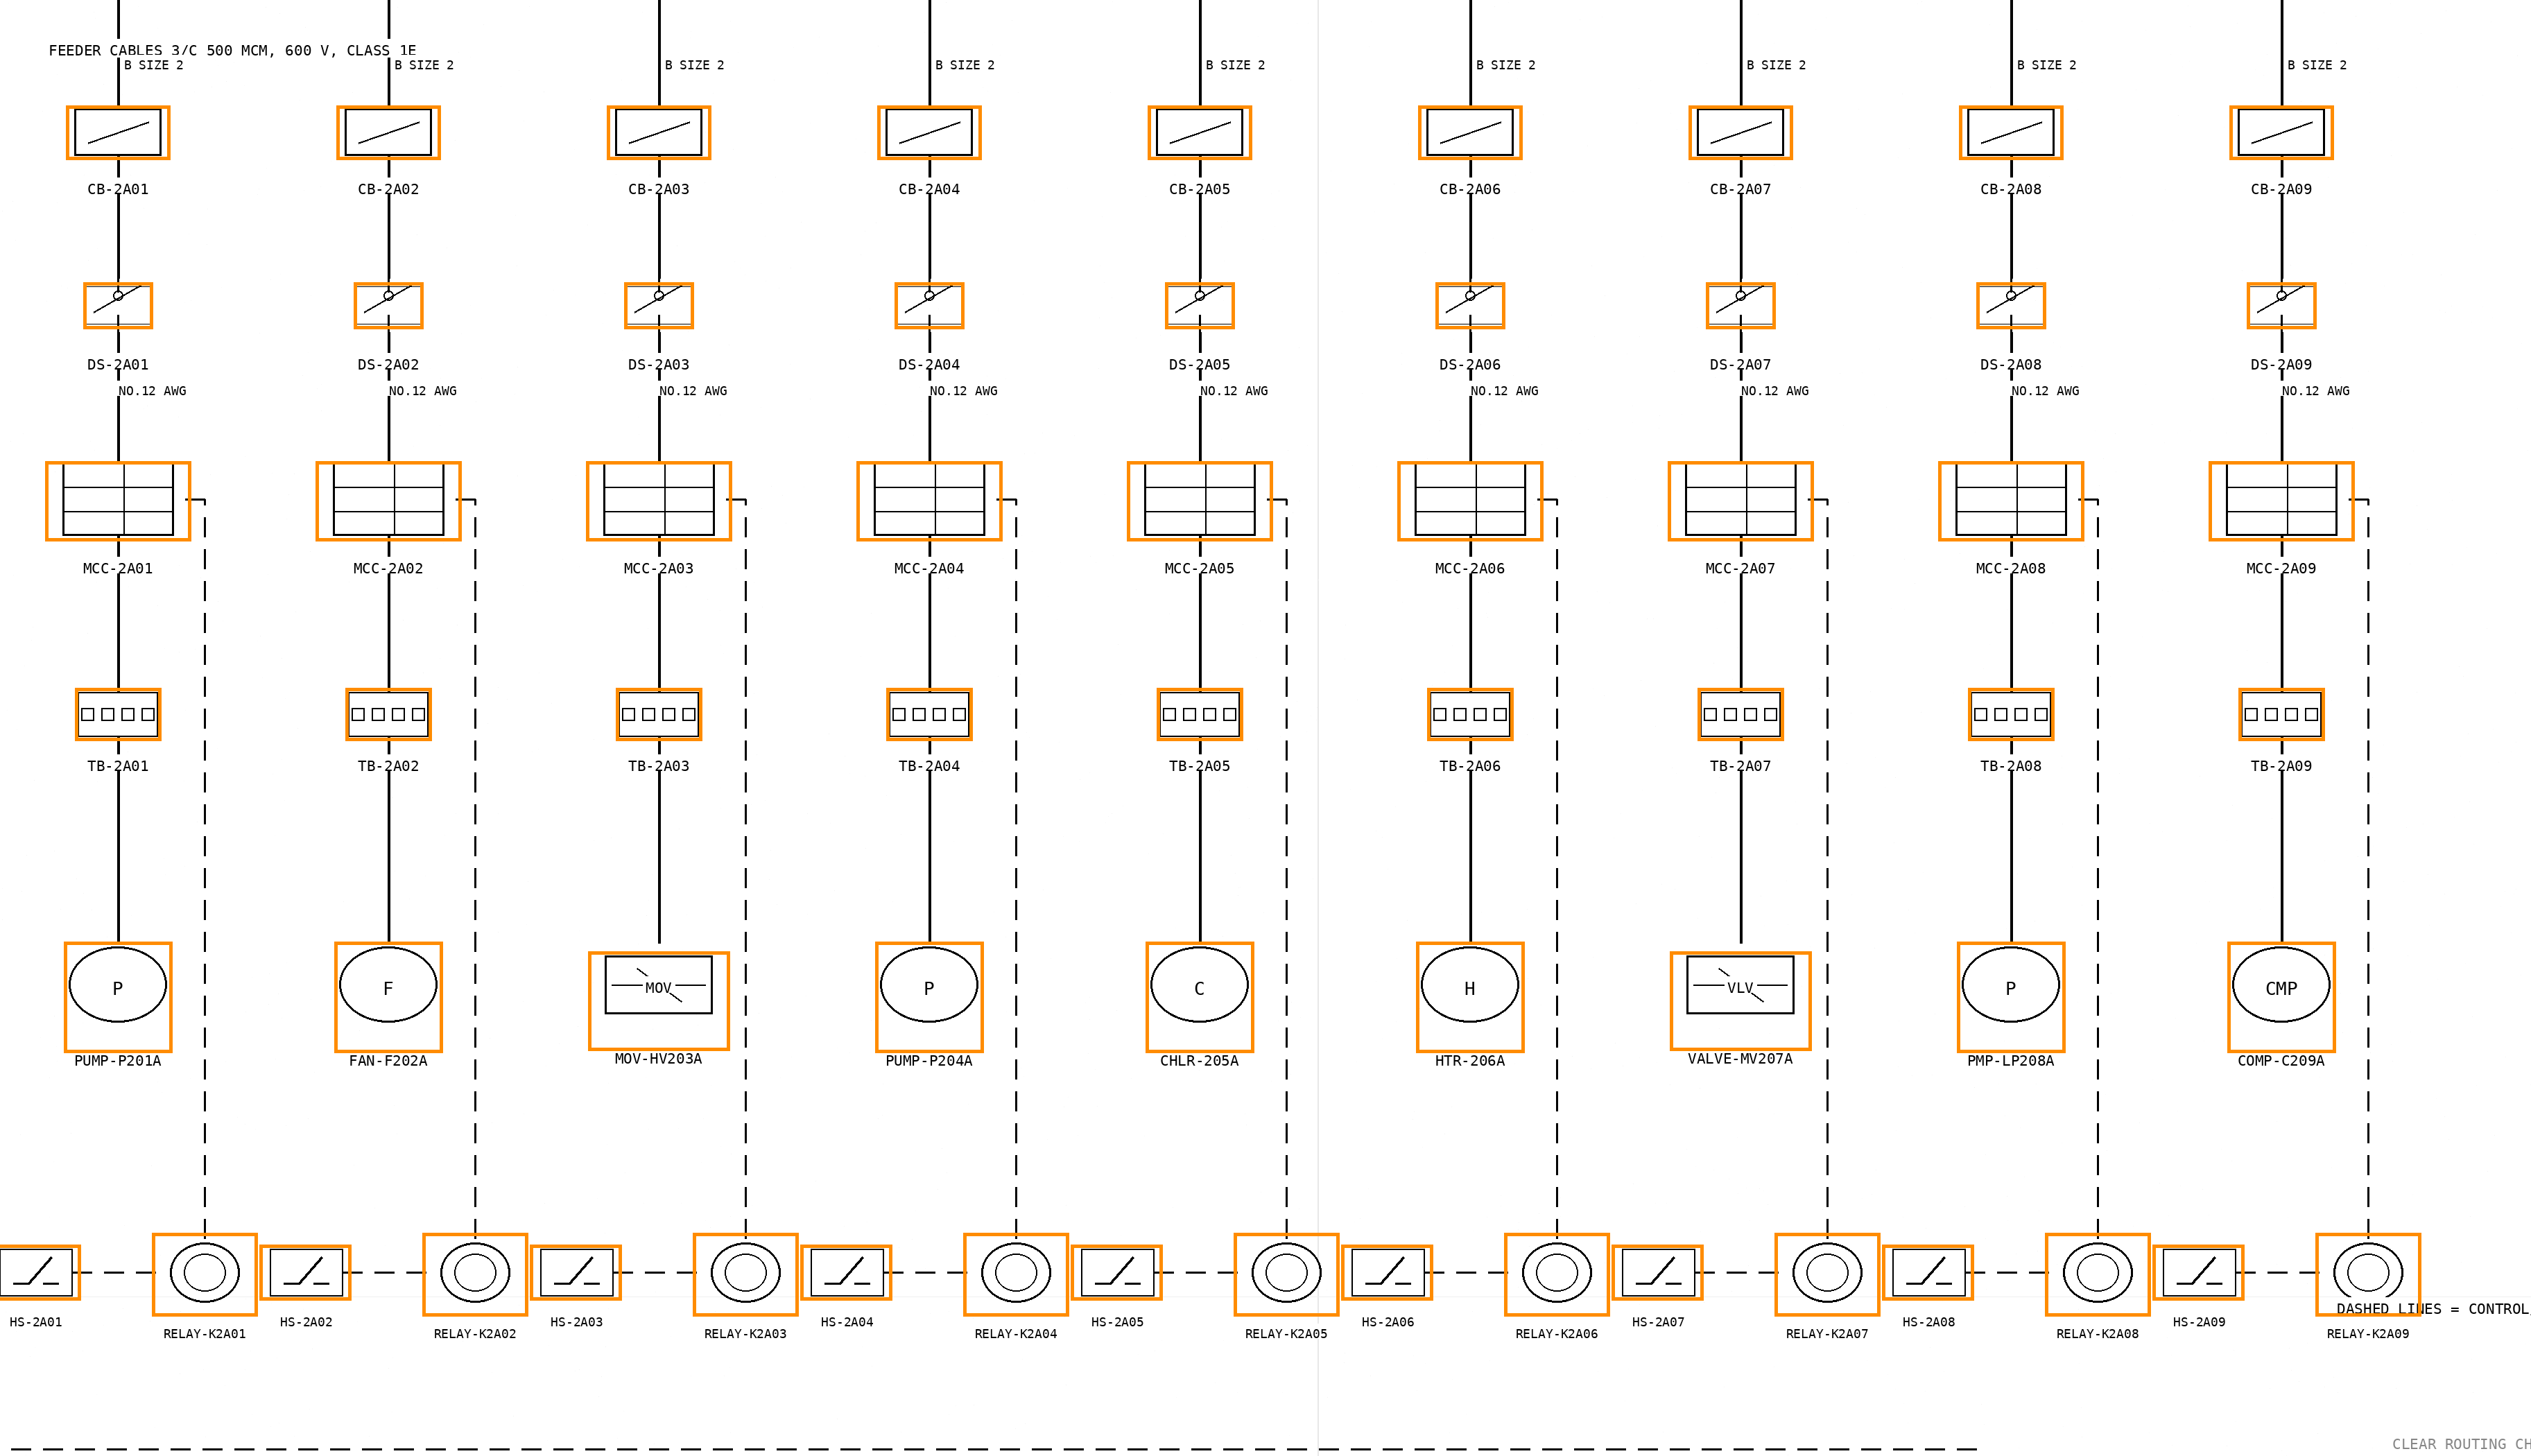 FEEDER CABLES 3/C 500 MCM, 600 V, CLASS 1E
B SIZE 2 B SIZE 2 B SIZE 2 B SIZE 2 B SIZE 2 B SIZE 2 B SIZE 2 B SIZE 2 B SIZE 2
CB-2A01 CB-2A02 CB-2A03 CB-2A04 CB-2A05 CB-2A06 CB-2A07 CB-2A08 CB-2A09
DS-2A01 DS-2A02 DS-2A03 DS-2A04 DS-2A05 DS-2A06 DS-2A07 DS-2A08 DS-2A09
NO.12 AWG NO.12 AWG NO.12 AWG NO.12 AWG NO.12 AWG NO.12 AWG NO.12 AWG NO.12 AWG NO.12 AWG
MCC-2A01 MCC-2A02 MCC-2A03 MCC-2A04 MCC-2A05 MCC-2A06 MCC-2A07 MCC-2A08 MCC-2A09
TB-2A01 TB-2A02 TB-2A03 TB-2A04 TB-2A05 TB-2A06 TB-2A07 TB-2A08 TB-2A09
P F MOV P C H VLV P CMP
PUMP-P201A FAN-F202A MOV-HV203A PUMP-P204A CHLR-205A HTR-206A VALVE-MV207A PMP-LP208A COMP-C209A
DASHED LINES = CONTROL
HS-2A01 HS-2A02 HS-2A03 HS-2A04 HS-2A05 HS-2A06 HS-2A07 HS-2A08 HS-2A09
RELAY-K2A01 RELAY-K2A02 RELAY-K2A03 RELAY-K2A04 RELAY-K2A05 RELAY-K2A06 RELAY-K2A07 RELAY-K2A08 RELAY-K2A09
CLEAR ROUTING CH